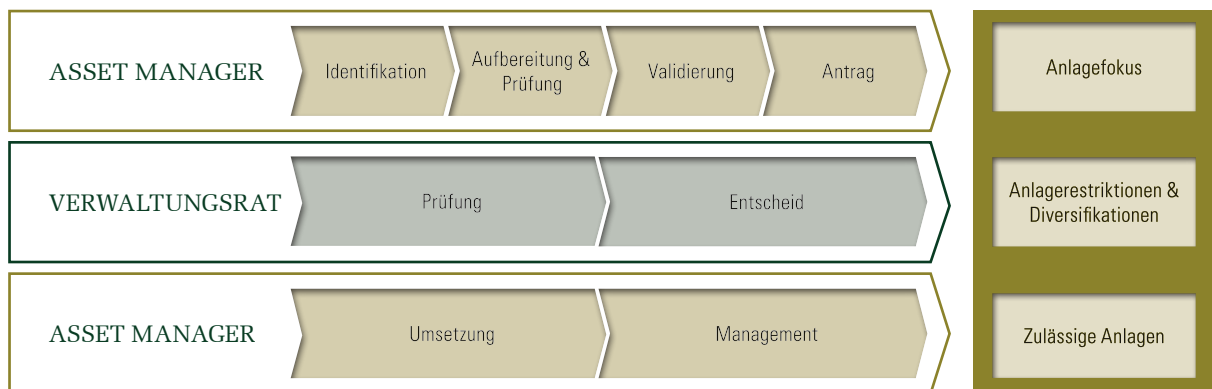 ASSET MANAGER
Identifikation
Aufbereitung &
Prüfung
Validierung
Antrag
Anlagefokus
VERWALTUNGSRAT
Prüfung
Entscheid
Anlagerestriktionen &
Diversifikationen
ASSET MANAGER
Umsetzung
Management
Zulässige Anlagen